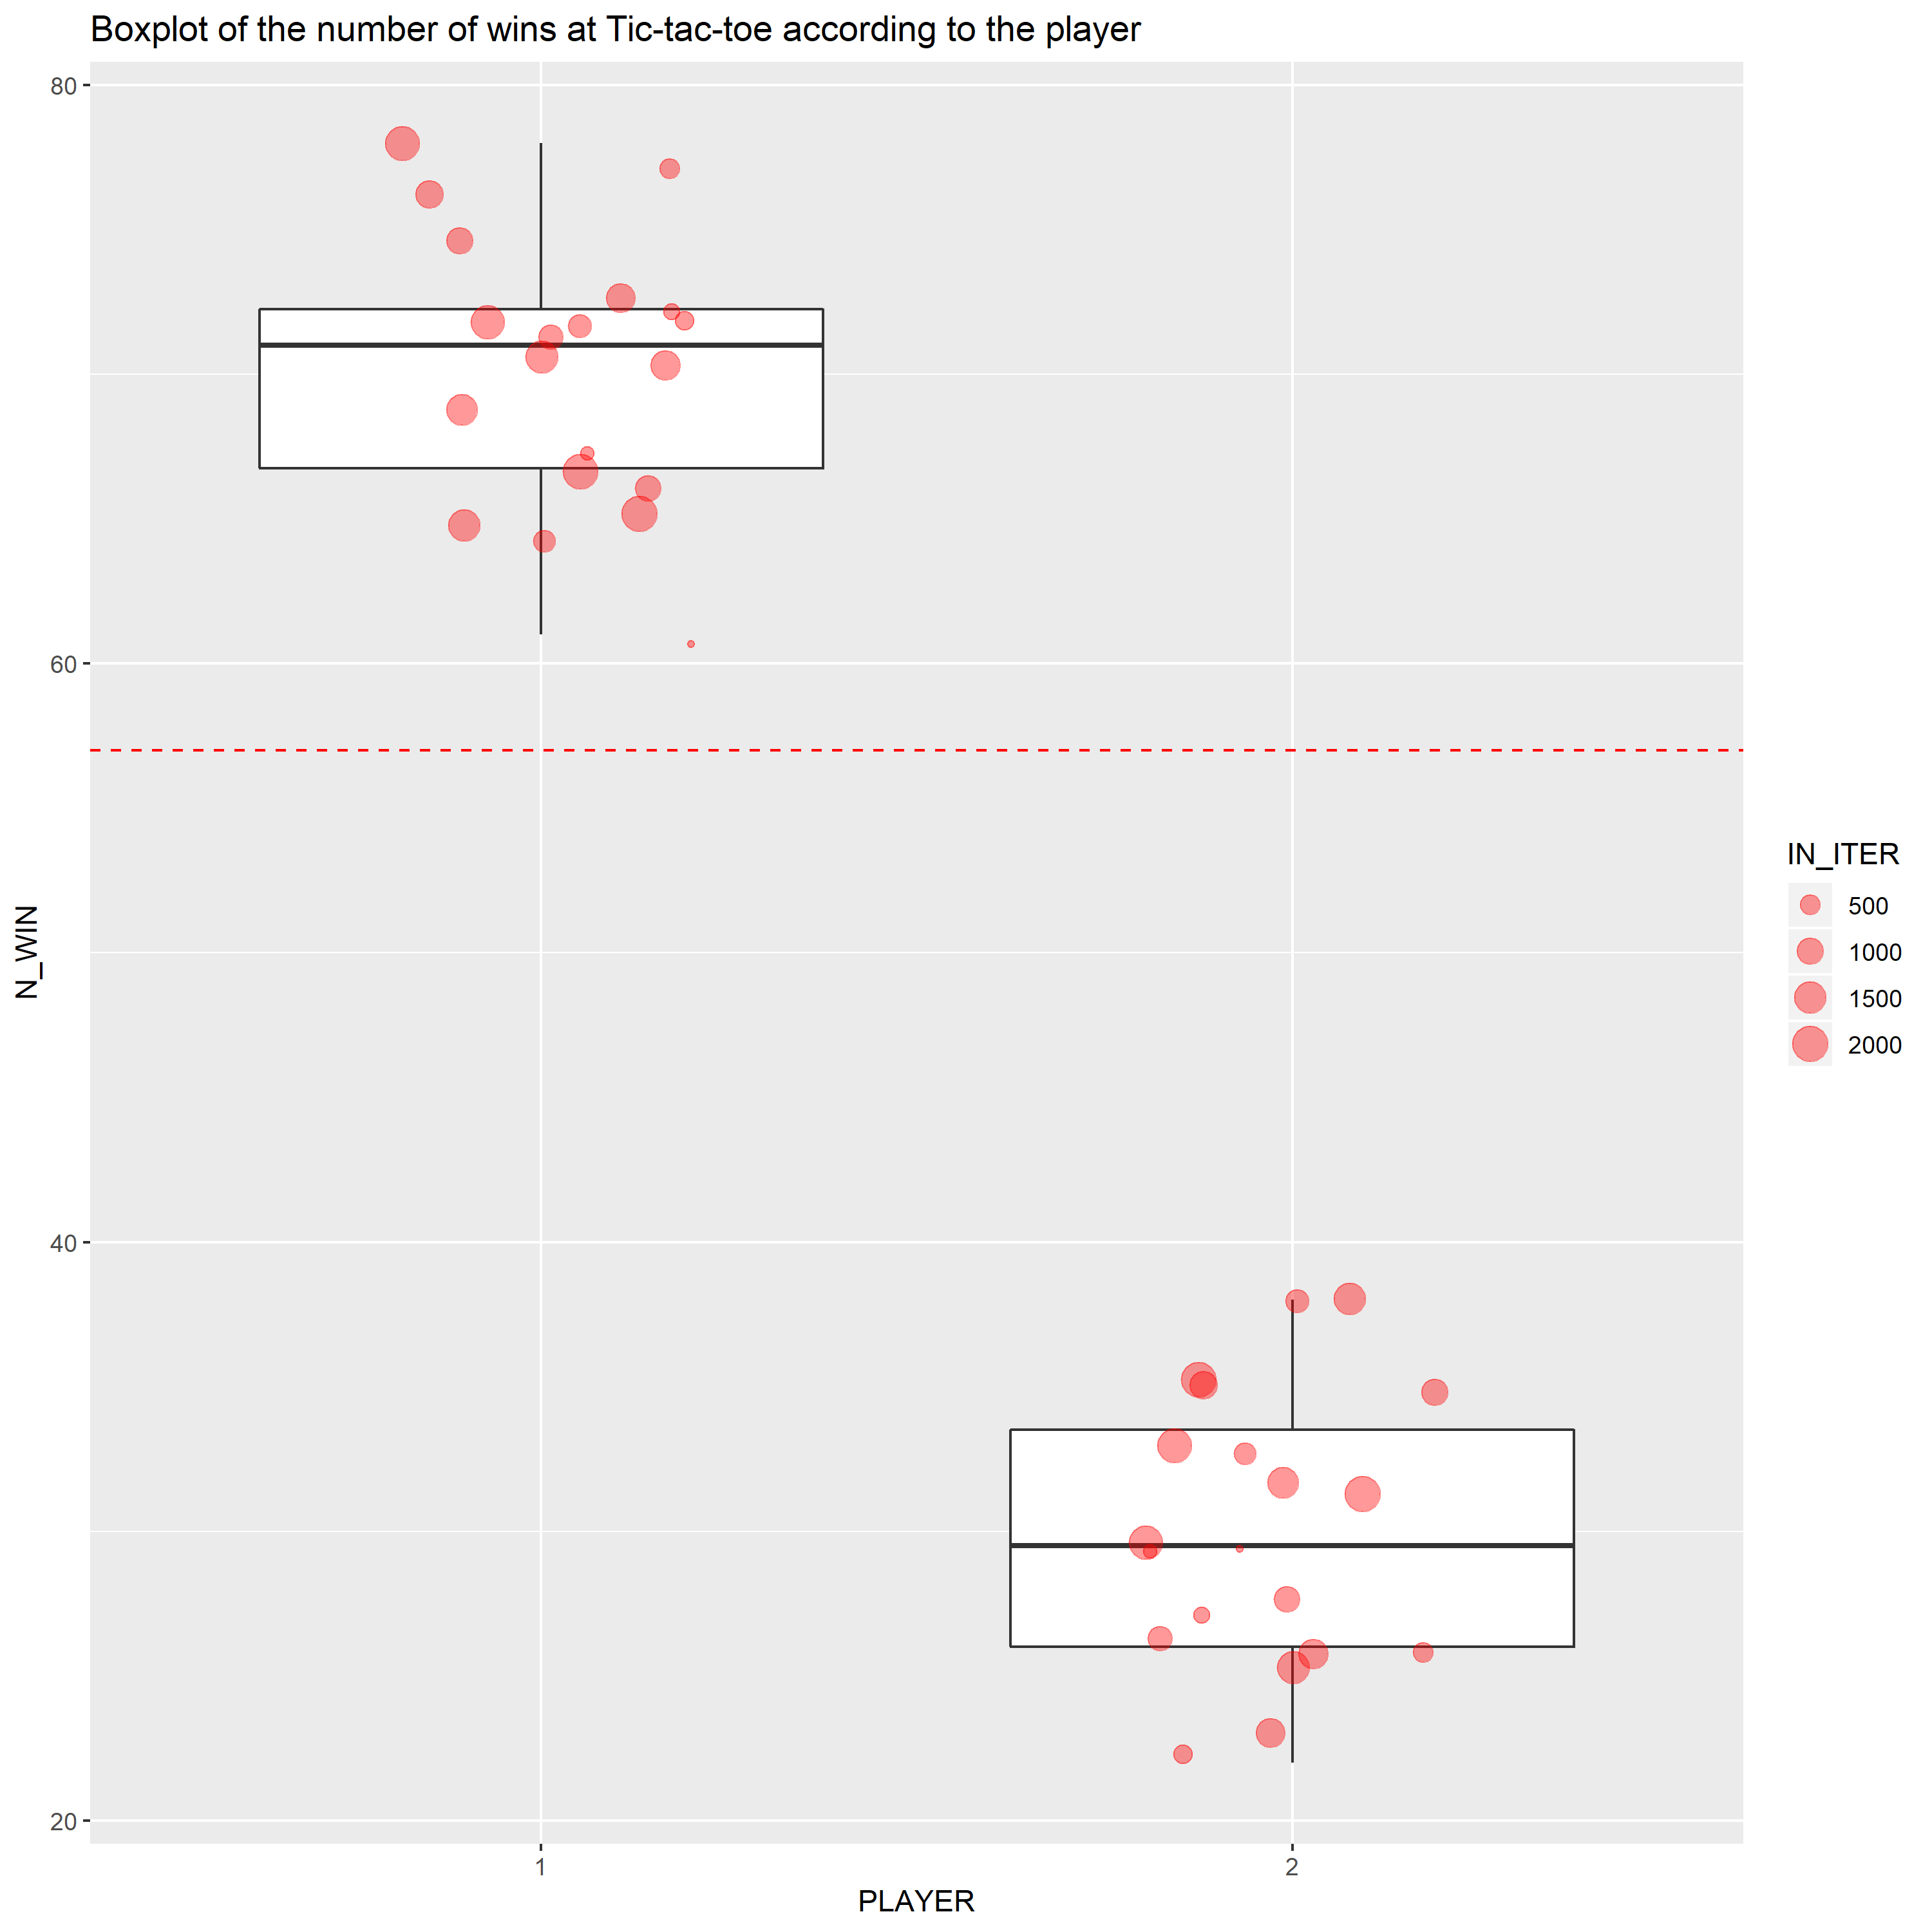 Boxplot of the number of wins at Tic-tac-toe according to the player
80
60
40
20
N_WIN
1
2
PLAYER
IN_ITER
500
1000
1500
2000